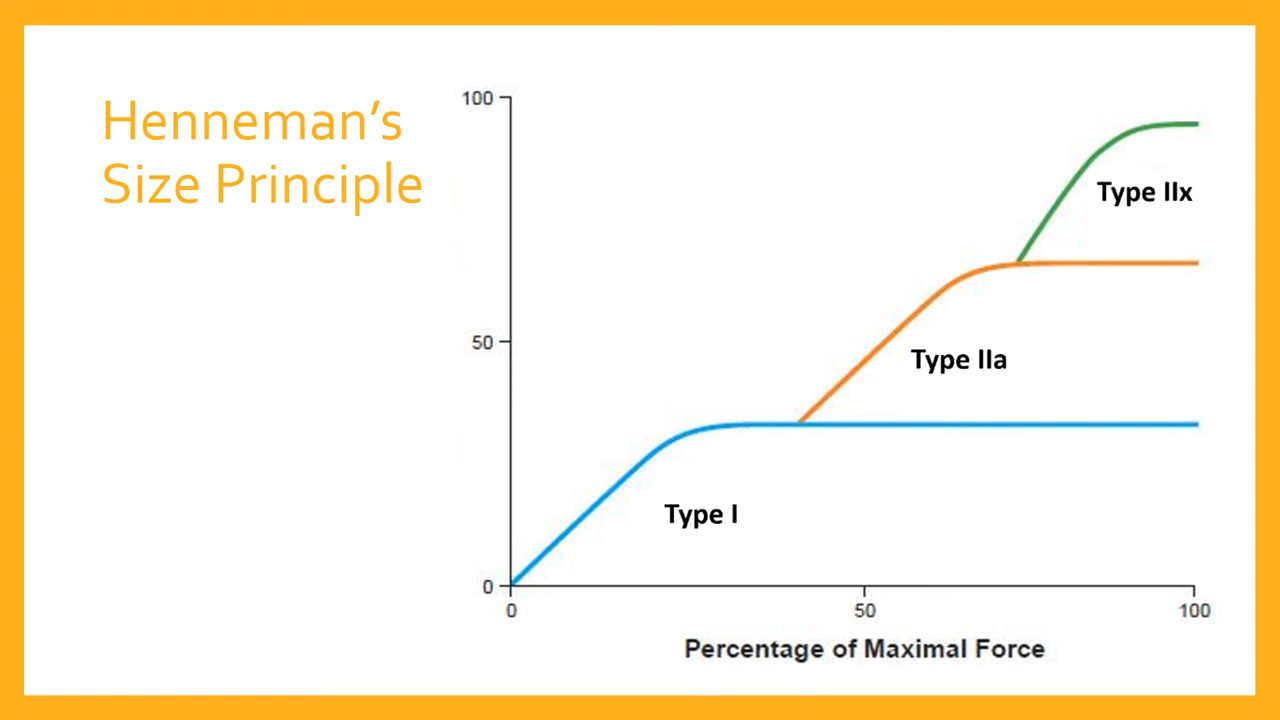 Henneman’s
Size Principle
100
Type IIx
50
Type IIa
Type I
0
0 50 100
Percentage of Maximal Force